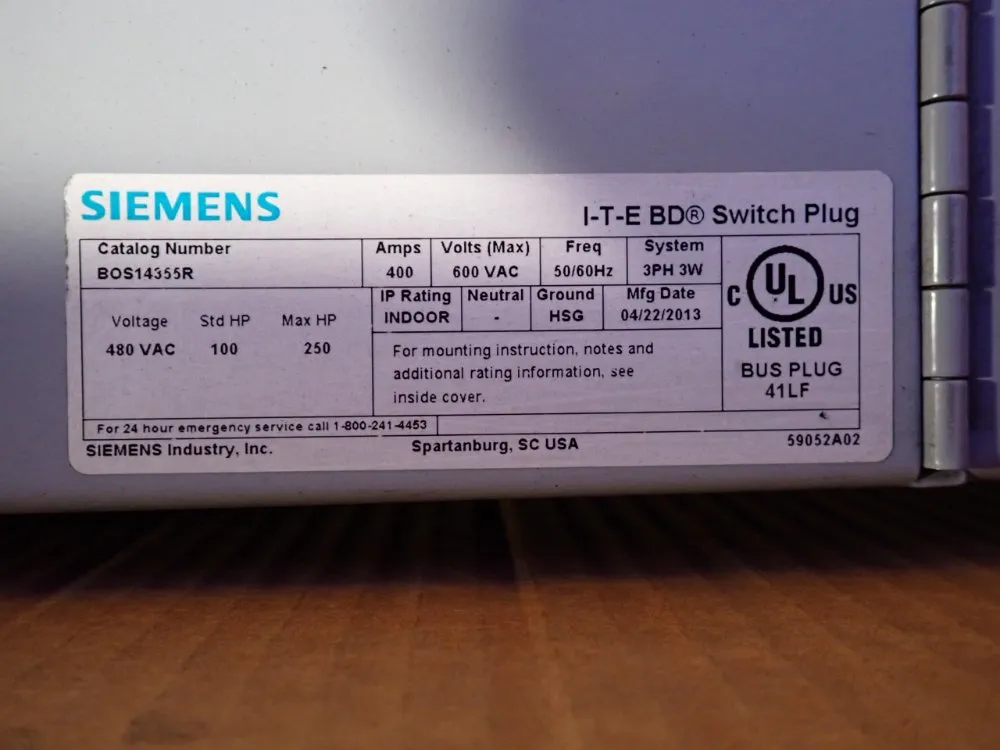 SIEMENS
I-T-E BD® Switch Plug
Catalog Number
BOS14355R
Amps
400
Volts (Max)
600 VAC
Freq
50/60Hz
System
3PH 3W
Voltage Std HP Max HP
480 VAC 100 250
IP Rating
INDOOR
Neutral
-
Ground
HSG
Mfg Date
04/22/2013
For mounting instruction, notes and
additional rating information, see
inside cover.
C UL US
LISTED
BUS PLUG
41LF
For 24 hour emergency service call 1-800-241-4453
SIEMENS Industry, Inc.
Spartanburg, SC USA
59052A02